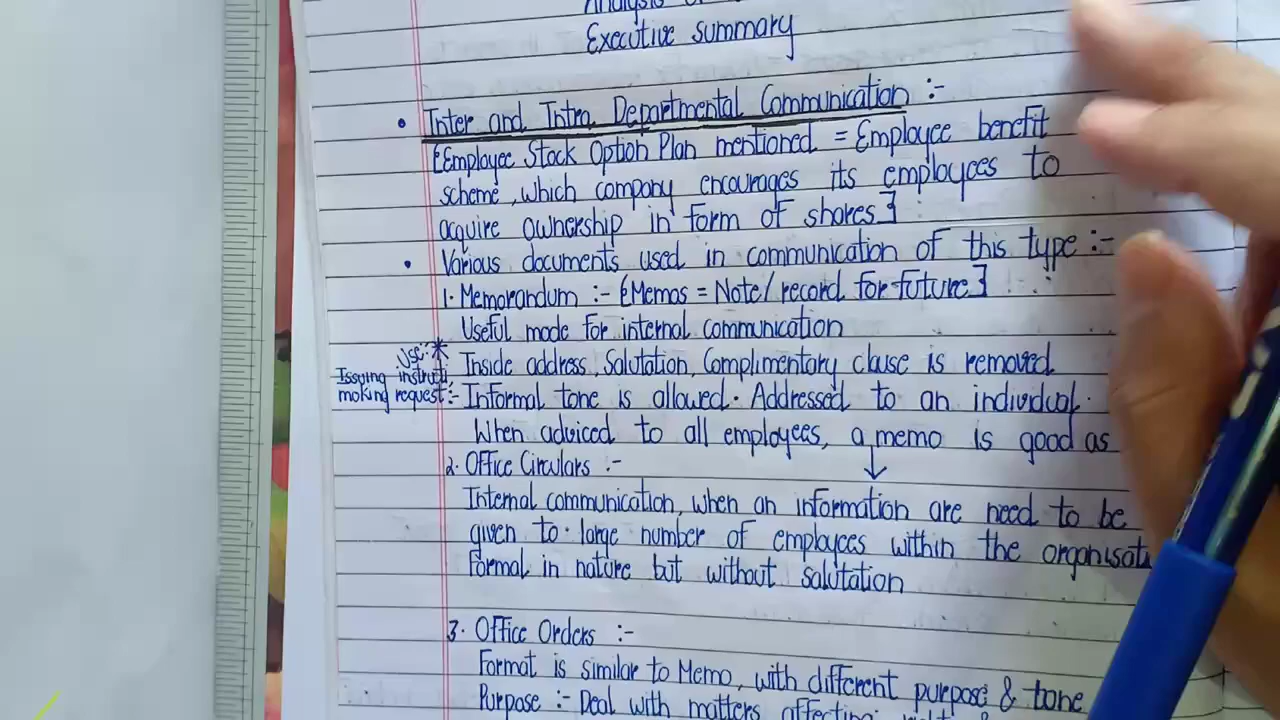 Analysis
Executive summary
• Inter and Intra Departmental Communication :-
[Employee Stock Option Plan mentioned = Employee benefit
scheme, which company encourages its employees to
acquire ownership in form of shares]
• Various documents used in communication of this type :-
1. Memorandum :- [Memos = Note/record for future]
Useful mode for internal communication
Use:- * Inside address, Salutation, Complimentary clause is removed
Issuing instructi
making request:- Informal tone is allowed. Addressed to an individual.
When adviced to all employees, a memo is good as
2. Office Circulars :-
Internal communication, when an information are need to be
given to large number of employees within the organisati
Formal in nature but without salutation
3. Office Orders :-
Format is similar to Memo, with different purpose & tone
Purpose :- Deal with matters affecting